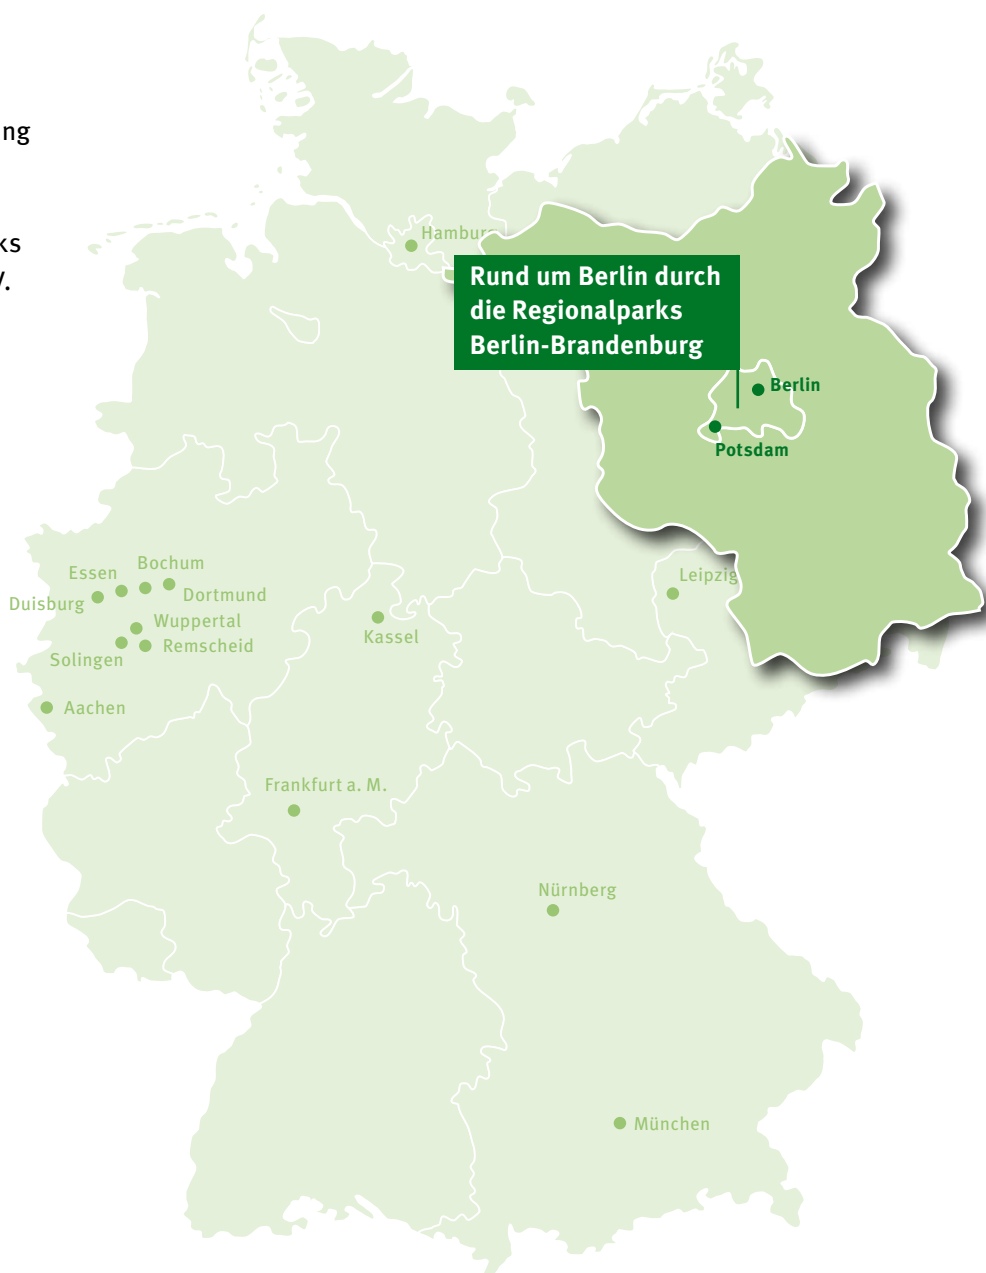 ng
ks
V.
Hamburg
Rund um Berlin durch
die Regionalparks
Berlin-Brandenburg
Berlin
Potsdam
Bochum
Essen
Leipzig
Dortmund
Duisburg
Wuppertal
Kassel
Remscheid
Solingen
Aachen
Frankfurt a. M.
Nürnberg
München